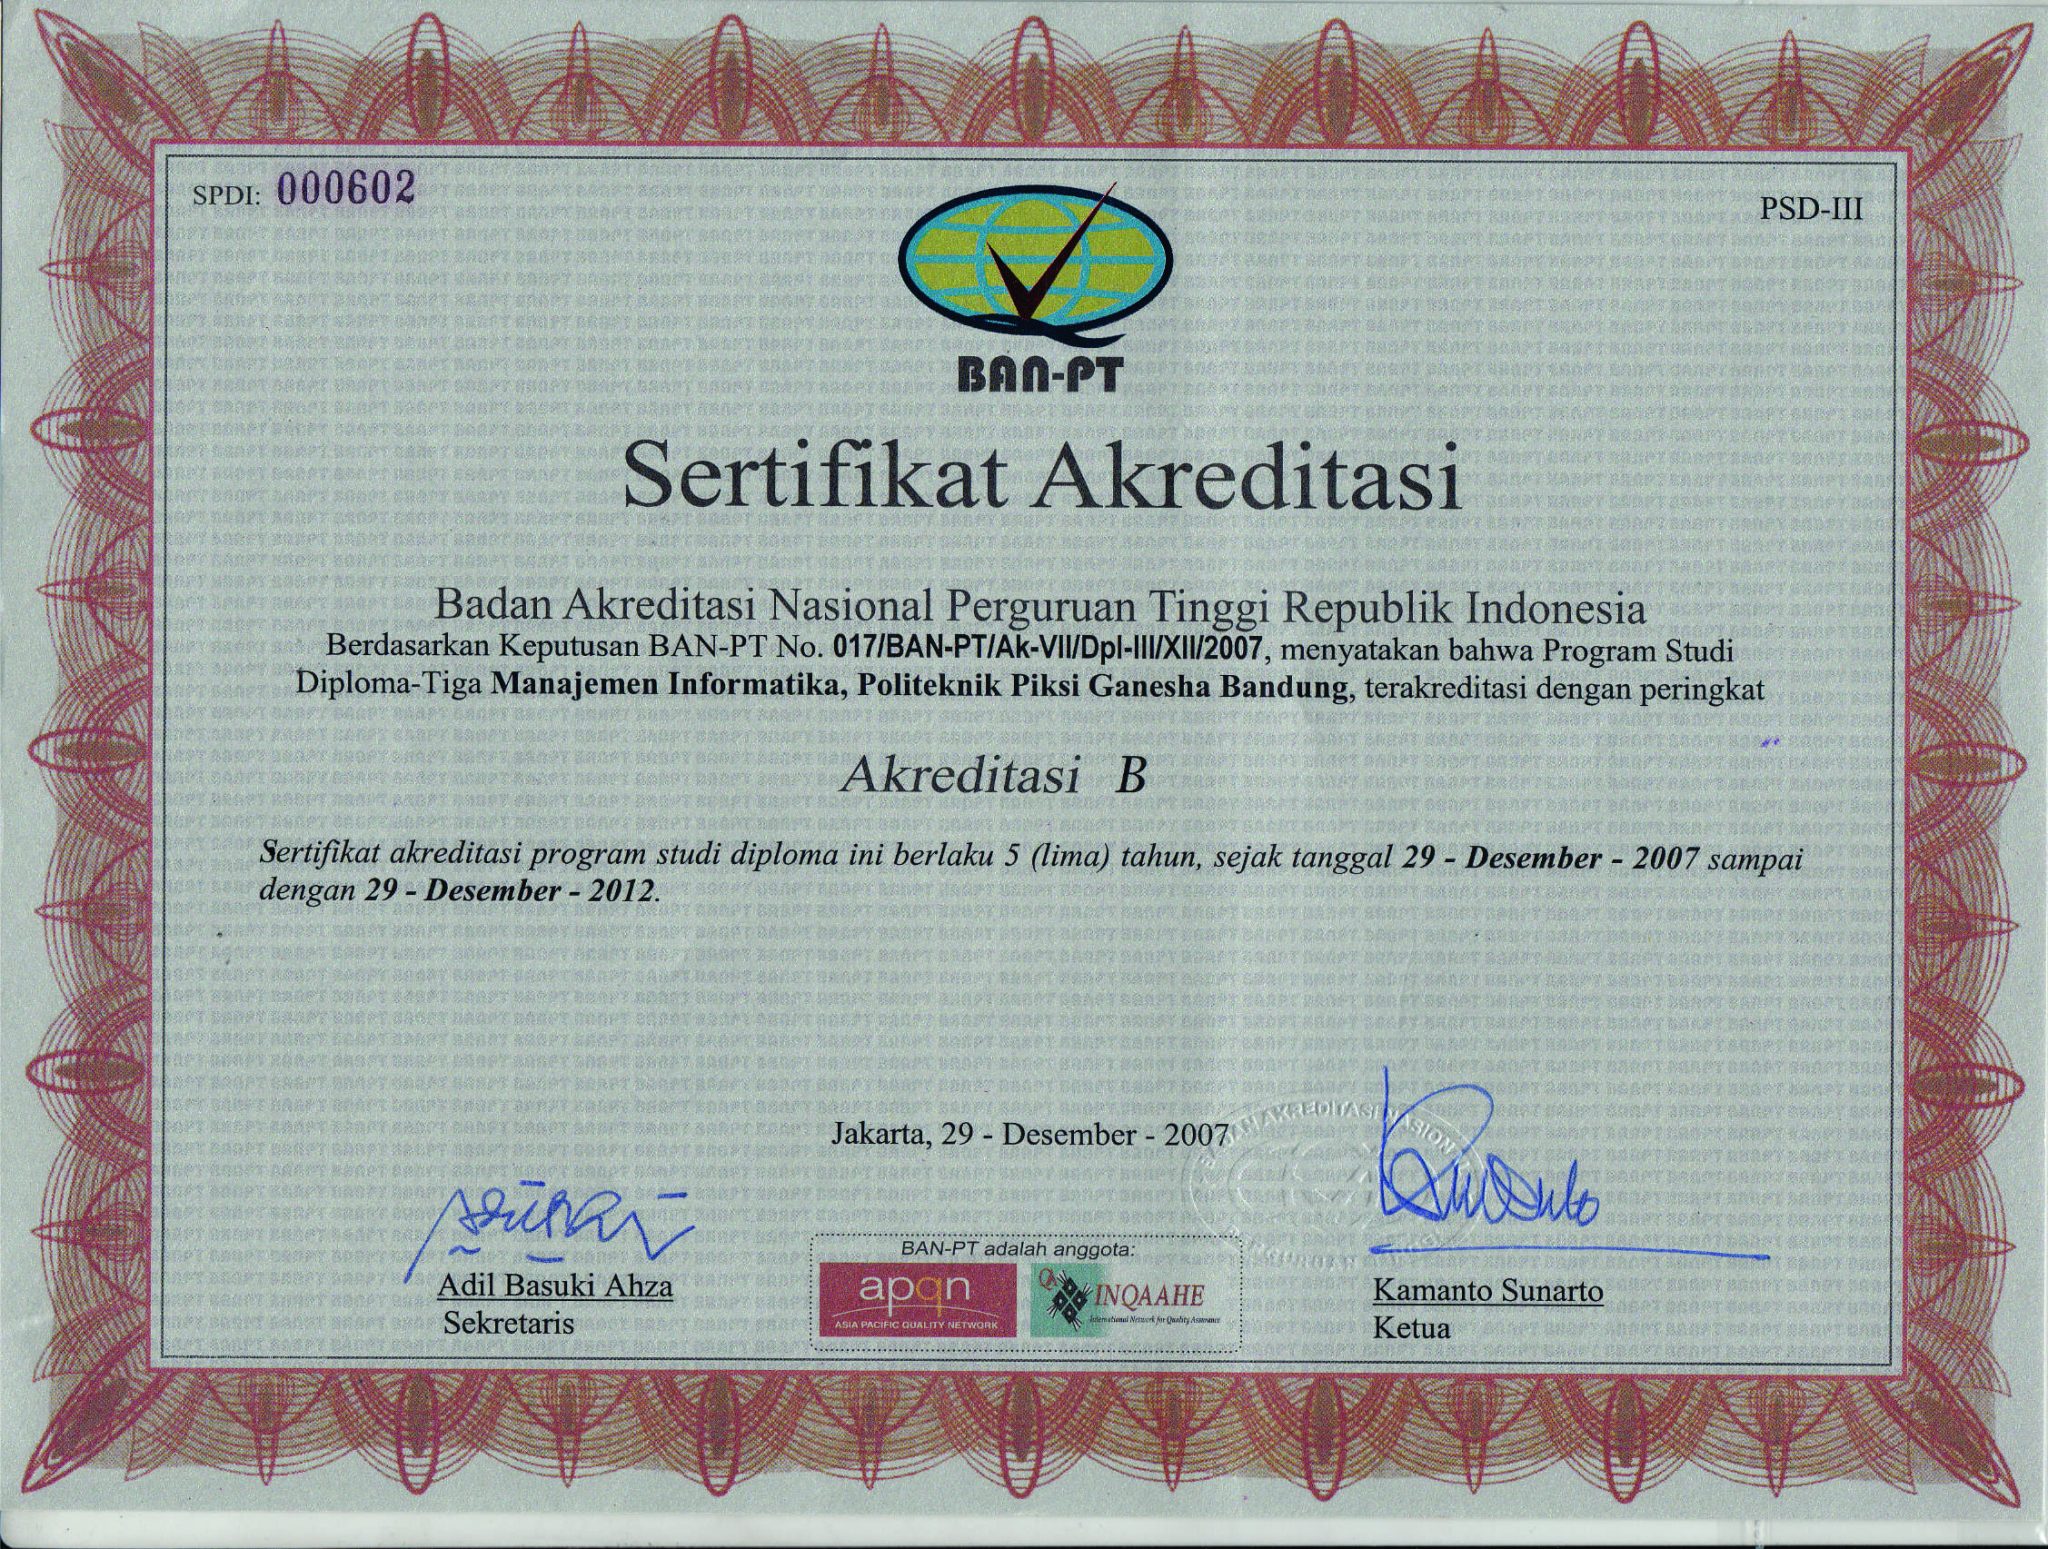 SPDI: 000602
PSD-III
BAN-PT
Sertifikat Akreditasi
Badan Akreditasi Nasional Perguruan Tinggi Republik Indonesia
Berdasarkan Keputusan BAN-PT No. 017/BAN-PT/Ak-VII/Dpl-III/XII/2007, menyatakan bahwa Program Studi
Diploma-Tiga Manajemen Informatika, Politeknik Piksi Ganesha Bandung, terakreditasi dengan peringkat
Akreditasi B
Sertifikat akreditasi program studi diploma ini berlaku 5 (lima) tahun, sejak tanggal 29 - Desember - 2007 sampai
dengan 29 - Desember - 2012.
Jakarta, 29 - Desember - 2007
AKREDITASI NASION
BAN-PT adalah anggota:
apqn
ASIA PACIFIC QUALITY NETWORK
INQAAHE
International Network for Quality Assurance
Adil Basuki Ahza
Sekretaris
Kamanto Sunarto
Ketua